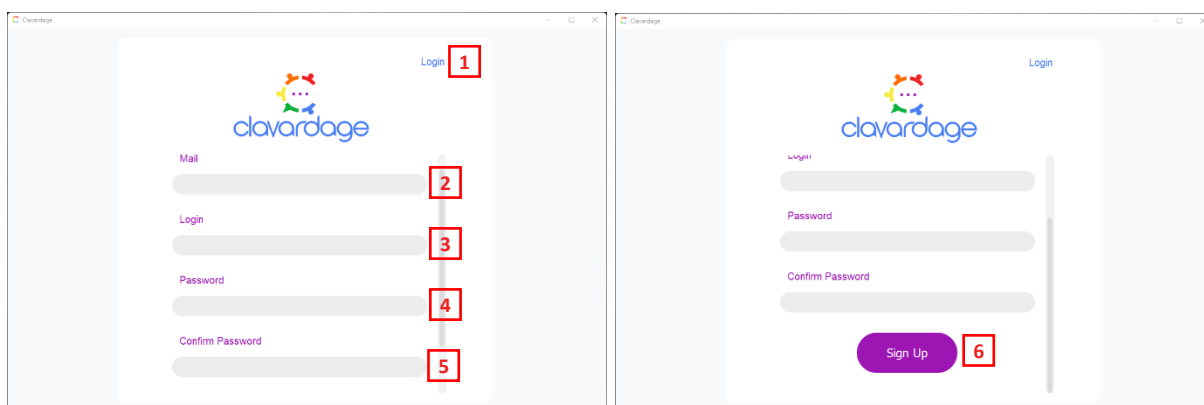 Clavardage
Login 1
clavardage
Mail
2
Login
3
Password
4
Confirm Password
5
Clavardage
Login
clavardage
Login
Password
Confirm Password
Sign Up 6